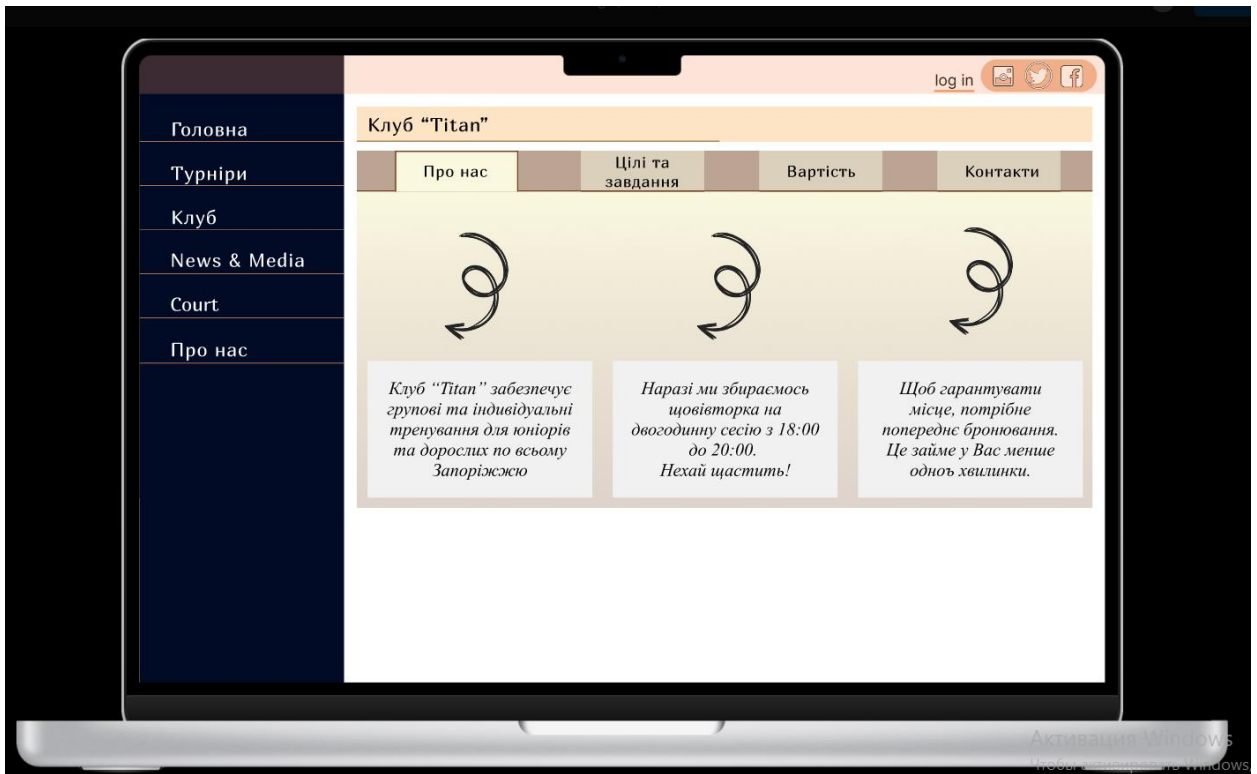 log in
Головна
Турніри
Клуб
News & Media
Court
Про нас
Клуб “Titan”
Про нас
Цілі та
завдання
Вартість
Контакти
Клуб “Titan” забезпечує
групові та індивідуальні
тренування для юніорів
та дорослих по всьому
Запоріжжю
Наразі ми збираємось
щовівторка на
двогодинну сесію з 18:00
до 20:00.
Нехай щастить!
Щоб гарантувати
місце, потрібне
попереднє бронювання.
Це займе у Вас менше
одноъ хвилинки.
Активация Windows
Чтобы активировать Windows,